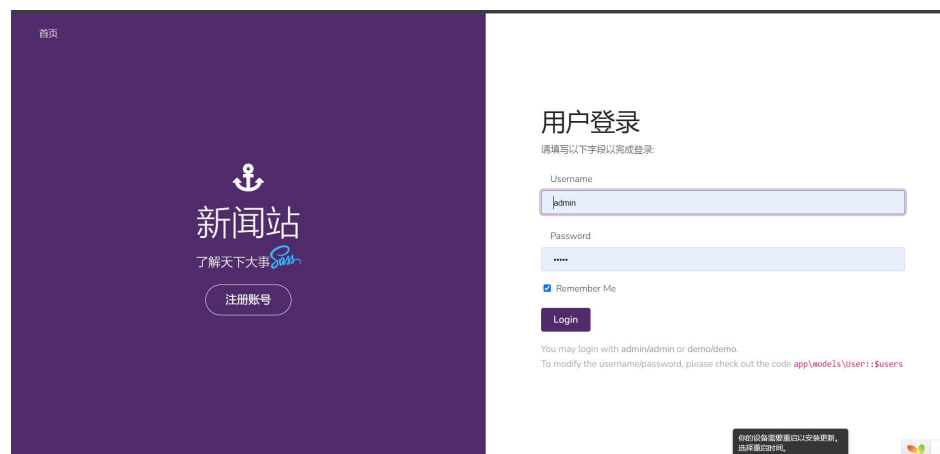 首页
新闻站
了解天下大事Sass
注册账号
用户登录
请填写以下字段以完成登录:
Username
admin
Password
•••••
Remember Me
Login
You may login with admin/admin or demo/demo.
To modify the username/password, please check out the code app\models\User::$users.
你的设备需要重启以安装更新。
选择重启时间。